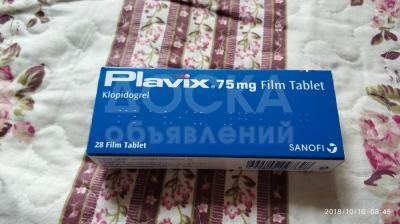 Plavix® 75 mg Film Tablet
Klopidogrel
ДОСКА
объявлений
28 Film Tablet
SANOFI
2018/10/16 08:46